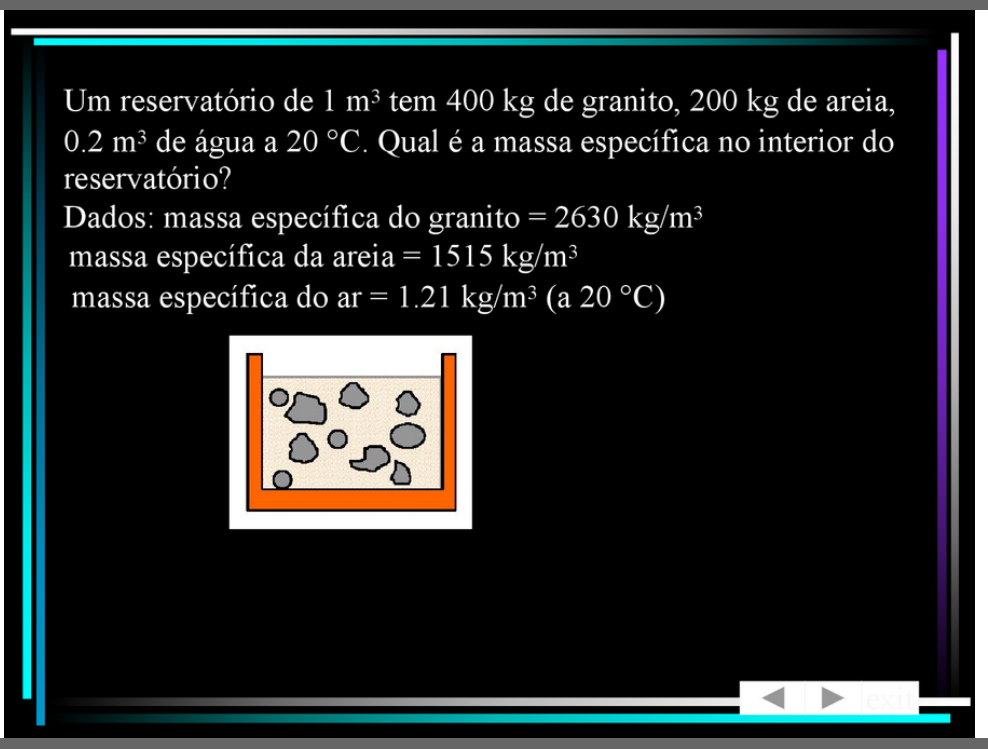 Um reservatório de 1 m³ tem 400 kg de granito, 200 kg de areia,
0.2 m³ de água a 20 °C. Qual é a massa específica no interior do
reservatório?
Dados: massa específica do granito = 2630 kg/m³
massa específica da areia = 1515 kg/m³
massa específica do ar = 1.21 kg/m³ (a 20 °C)
exit